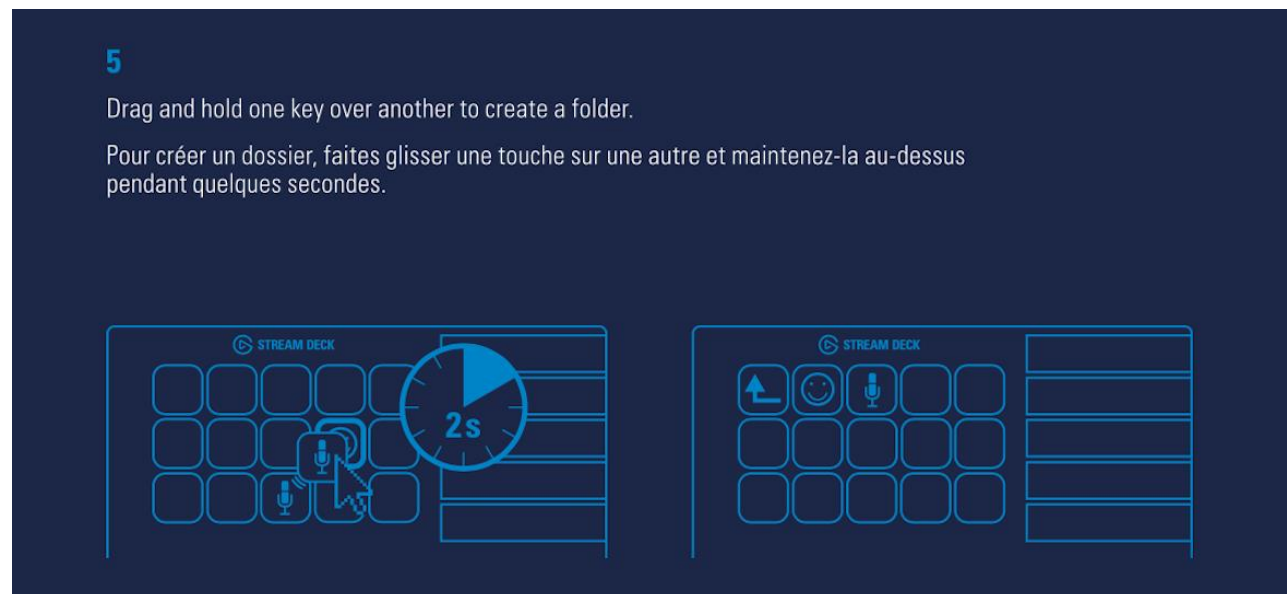 5
Drag and hold one key over another to create a folder.
Pour créer un dossier, faites glisser une touche sur une autre et maintenez-la au-dessus
pendant quelques secondes.
STREAM DECK
2s
STREAM DECK